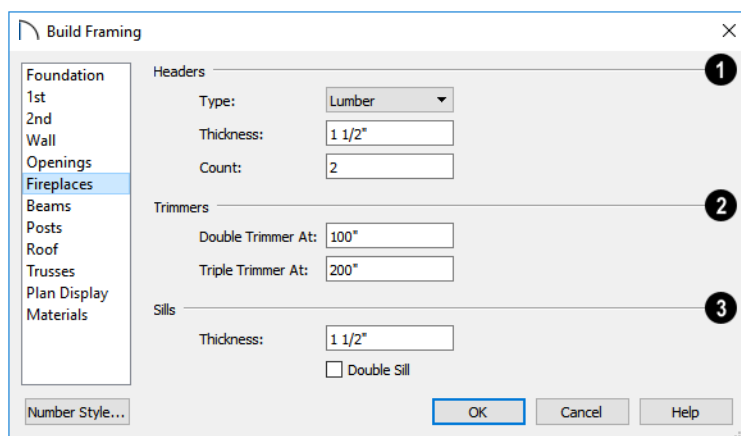 Build Framing
Foundation
1st
2nd
Wall
Openings
Fireplaces
Beams
Posts
Roof
Trusses
Plan Display
Materials
Number Style...
Headers
1
Type: Lumber
Thickness: 1 1/2"
Count: 2
Trimmers
2
Double Trimmer At: 100"
Triple Trimmer At: 200"
Sills
3
Thickness: 1 1/2"
Double Sill
OK Cancel Help